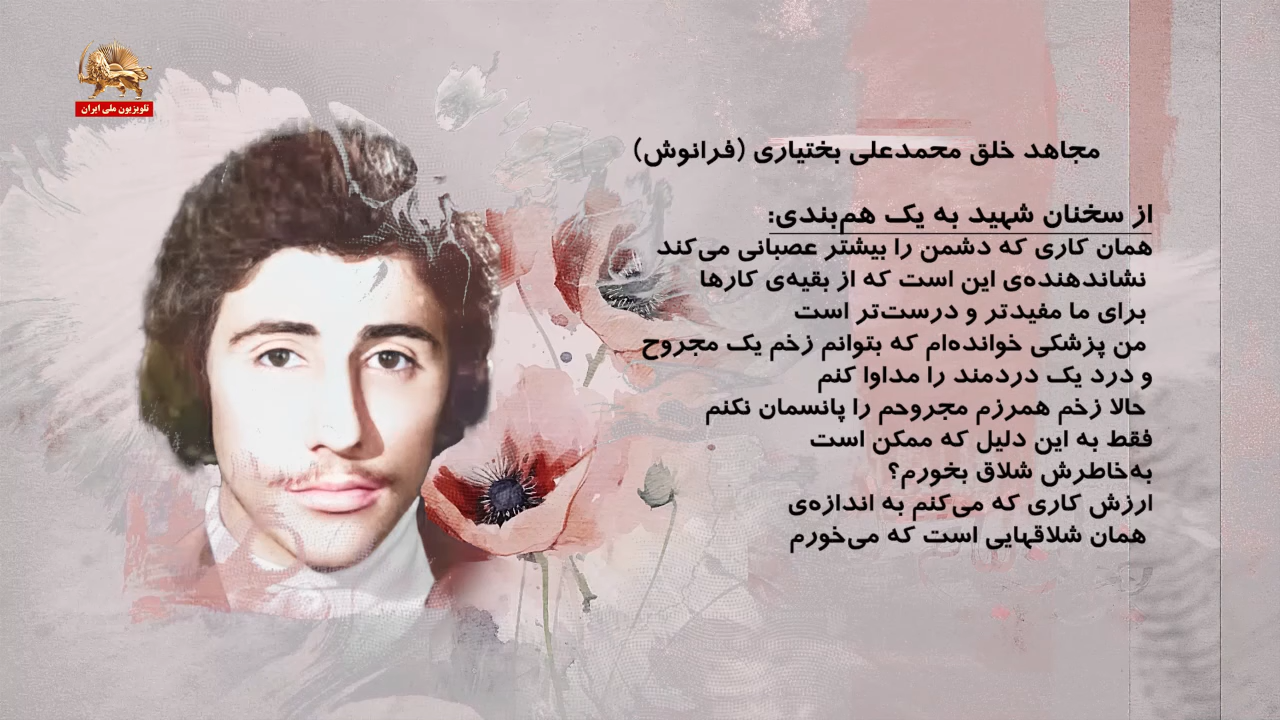 تلویزیون ملی ایران
مجاهد خلق محمدعلی بختیاری (فرانوش)
از سخنان شهید به یک هم‌بندی:
همان کاری که دشمن را بیشتر عصبانی می‌کند
نشاندهنده‌ی این است که از بقیه‌ی کارها
برای ما مفیدتر و درست‌تر است
من پزشکی خوانده‌ام که بتوانم زخم یک مجروح
و درد یک دردمند را مداوا کنم
حالا زخم همرزم مجروحم را پانسمان نکنم
فقط به این دلیل که ممکن است
به‌خاطرش شلاق بخورم؟
ارزش کاری که می‌کنم به اندازه‌ی
همان شلاقهایی است که می‌خورم